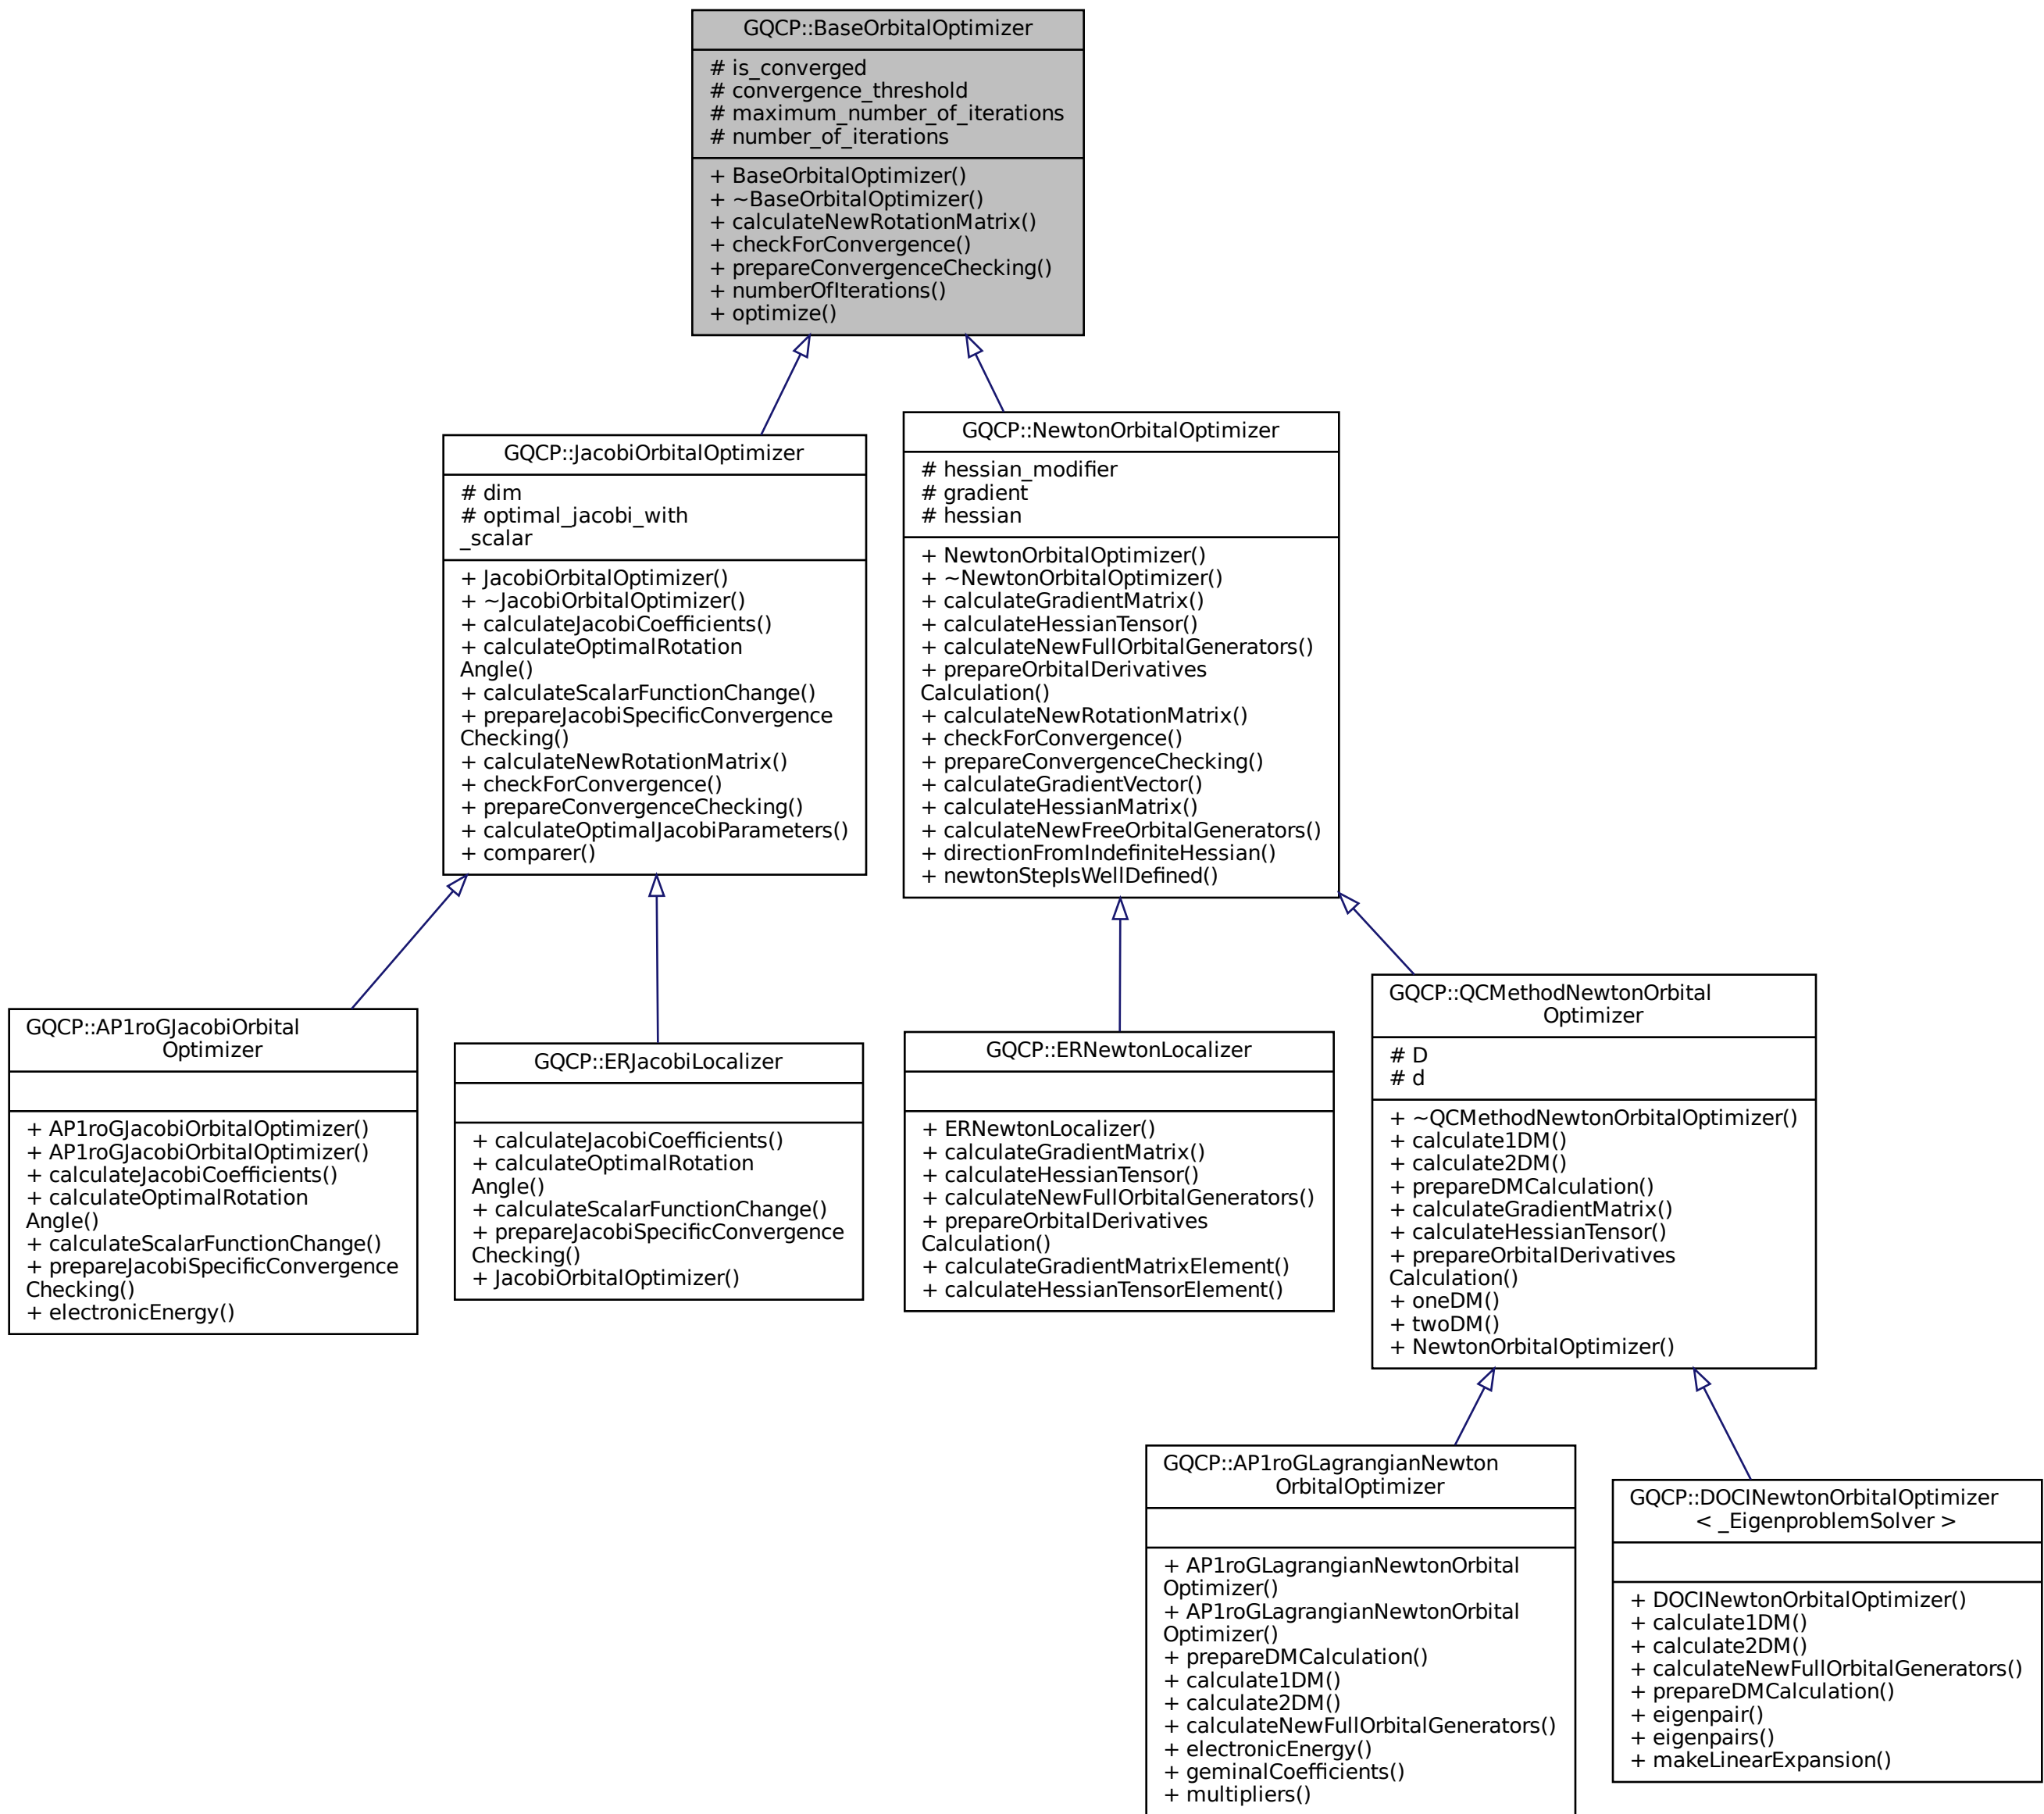 GQCP::BaseOrbitalOptimizer
# is_converged
# convergence_threshold
# maximum_number_of_iterations
# number_of_iterations
+ BaseOrbitalOptimizer()
+ ~BaseOrbitalOptimizer()
+ calculateNewRotationMatrix()
+ checkForConvergence()
+ prepareConvergenceChecking()
+ numberOfIterations()
+ optimize()
GQCP::JacobiOrbitalOptimizer
# dim
# optimal_jacobi_with
_scalar
+ JacobiOrbitalOptimizer()
+ ~JacobiOrbitalOptimizer()
+ calculateJacobiCoefficients()
+ calculateOptimalRotation
Angle()
+ calculateScalarFunctionChange()
+ prepareJacobiSpecificConvergence
Checking()
+ calculateNewRotationMatrix()
+ checkForConvergence()
+ prepareConvergenceChecking()
+ calculateOptimalJacobiParameters()
+ comparer()
GQCP::NewtonOrbitalOptimizer
# hessian_modifier
# gradient
# hessian
+ NewtonOrbitalOptimizer()
+ ~NewtonOrbitalOptimizer()
+ calculateGradientMatrix()
+ calculateHessianTensor()
+ calculateNewFullOrbitalGenerators()
+ prepareOrbitalDerivatives
Calculation()
+ calculateNewRotationMatrix()
+ checkForConvergence()
+ prepareConvergenceChecking()
+ calculateGradientVector()
+ calculateHessianMatrix()
+ calculateNewFreeOrbitalGenerators()
+ directionFromIndefiniteHessian()
+ newtonStepIsWellDefined()
GQCP::AP1roGJacobiOrbital
Optimizer
+ AP1roGJacobiOrbitalOptimizer()
+ AP1roGJacobiOrbitalOptimizer()
+ calculateJacobiCoefficients()
+ calculateOptimalRotation
Angle()
+ calculateScalarFunctionChange()
+ prepareJacobiSpecificConvergence
Checking()
+ electronicEnergy()
GQCP::ERJacobiLocalizer
+ calculateJacobiCoefficients()
+ calculateOptimalRotation
Angle()
+ calculateScalarFunctionChange()
+ prepareJacobiSpecificConvergence
Checking()
+ JacobiOrbitalOptimizer()
GQCP::ERNewtonLocalizer
+ ERNewtonLocalizer()
+ calculateGradientMatrix()
+ calculateHessianTensor()
+ calculateNewFullOrbitalGenerators()
+ prepareOrbitalDerivatives
Calculation()
+ calculateGradientMatrixElement()
+ calculateHessianTensorElement()
GQCP::QCMethodNewtonOrbital
Optimizer
# D
# d
+ ~QCMethodNewtonOrbitalOptimizer()
+ calculate1DM()
+ calculate2DM()
+ prepareDMCalculation()
+ calculateGradientMatrix()
+ calculateHessianTensor()
+ prepareOrbitalDerivatives
Calculation()
+ oneDM()
+ twoDM()
+ NewtonOrbitalOptimizer()
GQCP::AP1roGLagrangianNewton
OrbitalOptimizer
+ AP1roGLagrangianNewtonOrbital
Optimizer()
+ AP1roGLagrangianNewtonOrbital
Optimizer()
+ prepareDMCalculation()
+ calculate1DM()
+ calculate2DM()
+ calculateNewFullOrbitalGenerators()
+ electronicEnergy()
+ geminalCoefficients()
+ multipliers()
GQCP::DOCINewtonOrbitalOptimizer
< _EigenproblemSolver >
+ DOCINewtonOrbitalOptimizer()
+ calculate1DM()
+ calculate2DM()
+ calculateNewFullOrbitalGenerators()
+ prepareDMCalculation()
+ eigenpair()
+ eigenpairs()
+ makeLinearExpansion()